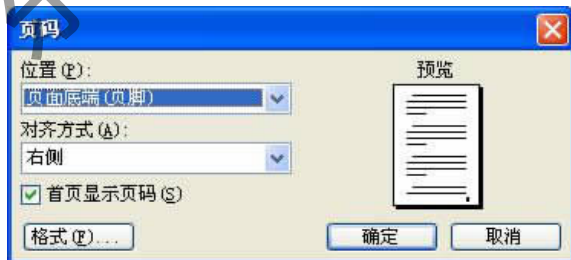 页码
位置(P):
预览
页面底端(页脚)
对齐方式(A):
右侧
首页显示页码(S)
格式(F)...
确定
取消